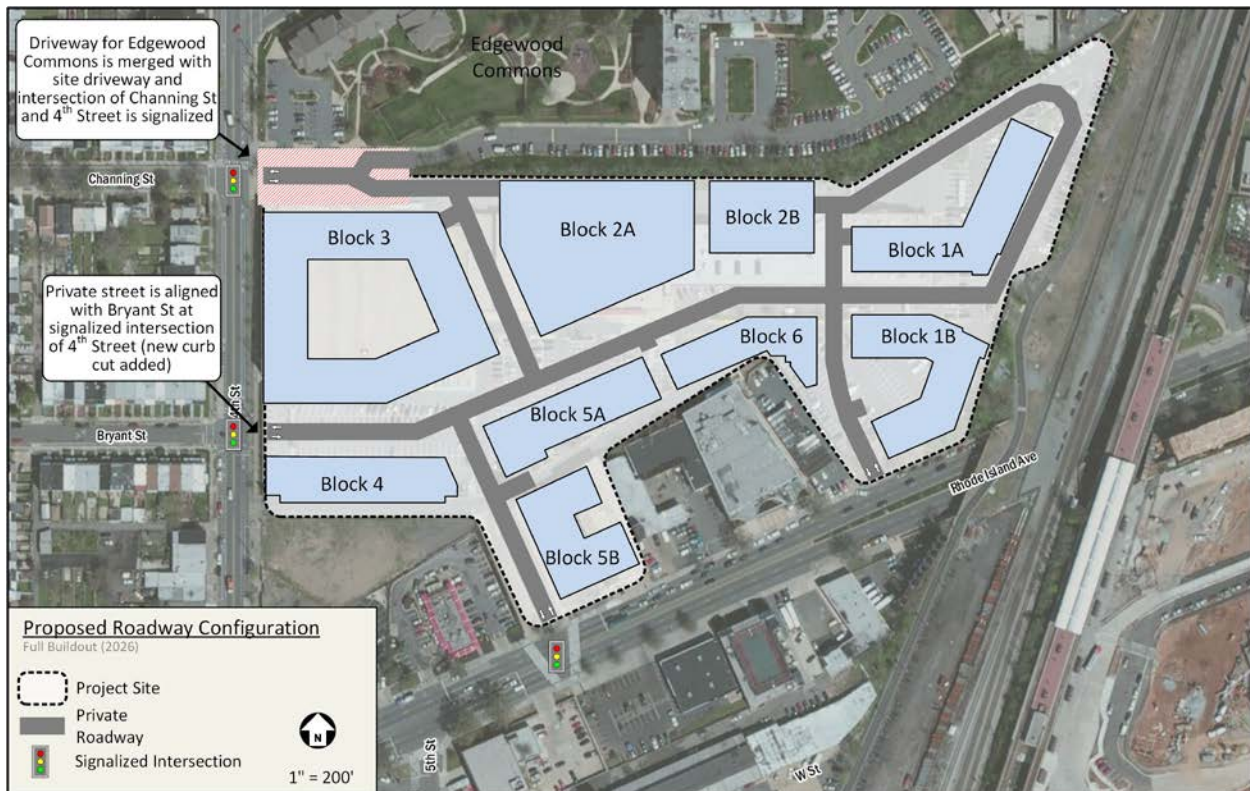 Driveway for Edgewood
Commons is merged with
site driveway and
intersection of Channing St
and 4th Street is signalized
Edgewood
Commons
Channing St
Block 3
Block 2A
Block 2B
Block 1A
Private street is aligned
with Bryant St at
signalized intersection
of 4th Street (new curb
cut added)
4th St
Bryant St
Block 6
Block 1B
Block 5A
Block 4
Block 5B
Rhode Island Ave
5th St
W St
Proposed Roadway Configuration
Full Buildout (2026)
Project Site
Private
Roadway
Signalized Intersection
N
1" = 200'